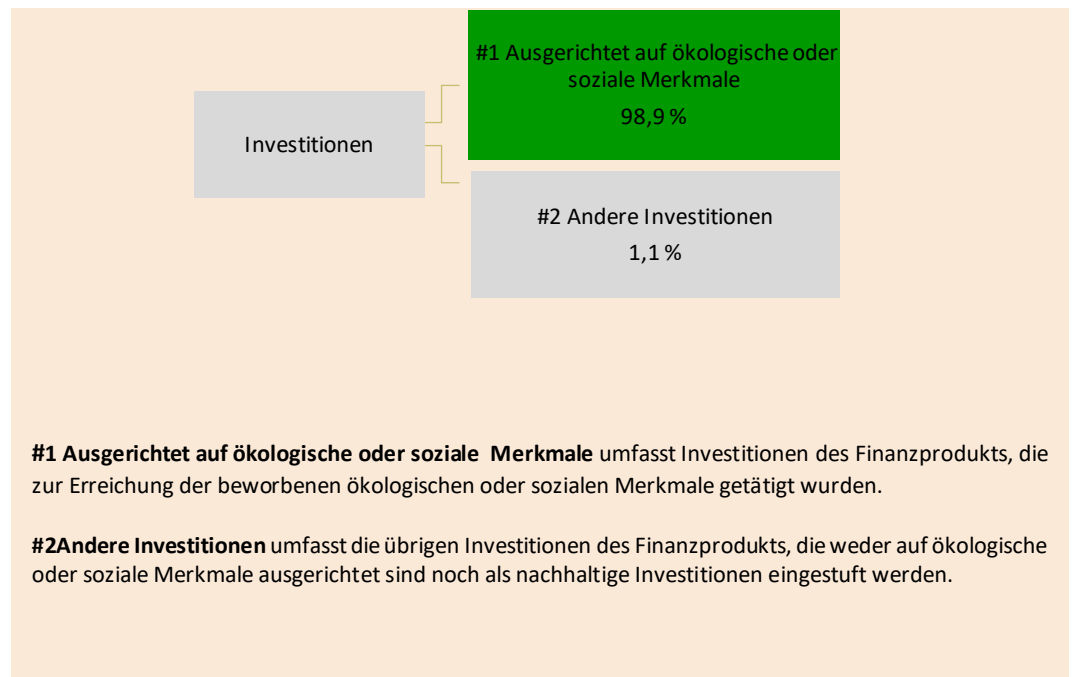 #1 Ausgerichtet auf ökologische oder
soziale Merkmale
98,9 %
Investitionen
#2 Andere Investitionen
1,1 %
#1 Ausgerichtet auf ökologische oder soziale Merkmale umfasst Investitionen des Finanzprodukts, die
zur Erreichung der beworbenen ökologischen oder sozialen Merkmale getätigt wurden.
#2Andere Investitionen umfasst die übrigen Investitionen des Finanzprodukts, die weder auf ökologische
oder soziale Merkmale ausgerichtet sind noch als nachhaltige Investitionen eingestuft werden.